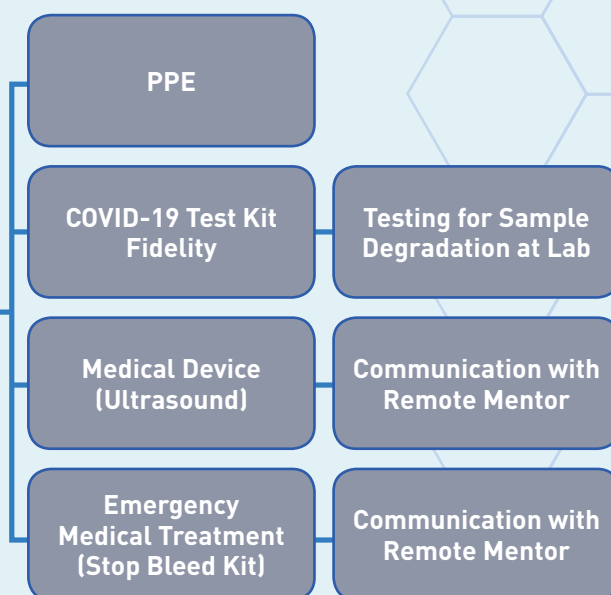 PPE
COVID-19 Test Kit
Fidelity
Testing for Sample
Degradation at Lab
Medical Device
(Ultrasound)
Communication with
Remote Mentor
Emergency
Medical Treatment
(Stop Bleed Kit)
Communication with
Remote Mentor